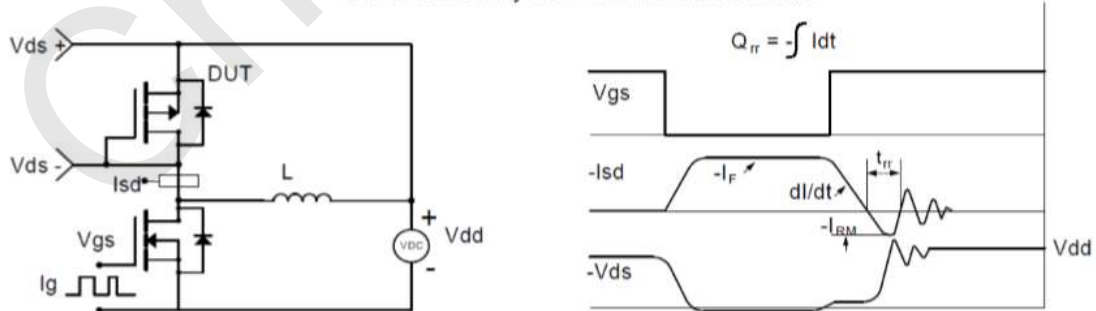 Vds +
DUT
Vds -
Isd
L
Vgs
Ig
VDC
+
-
Vdd
Qrr = -∫ Idt
Vgs
-Isd
-IF
dI/dt
trr
-IRM
-Vds
Vdd